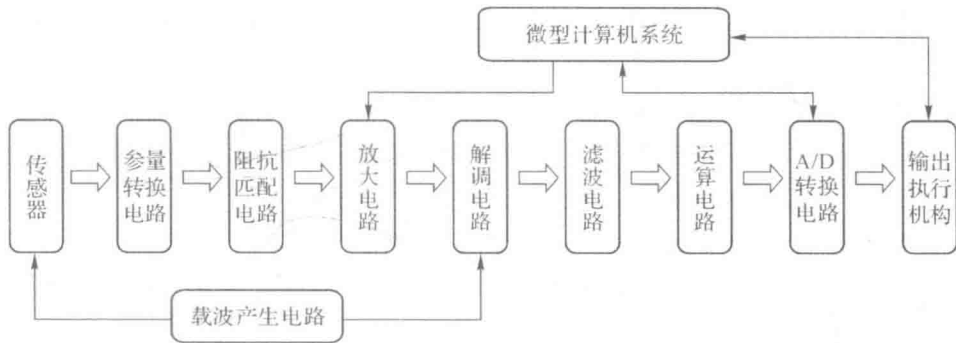 微型计算机系统
传感器
参量
转换
电路
阻抗
匹配
电路
放大电路
解调电路
滤波电路
运算电路
A/D
转换
电路
输出
执行
机构
载波产生电路